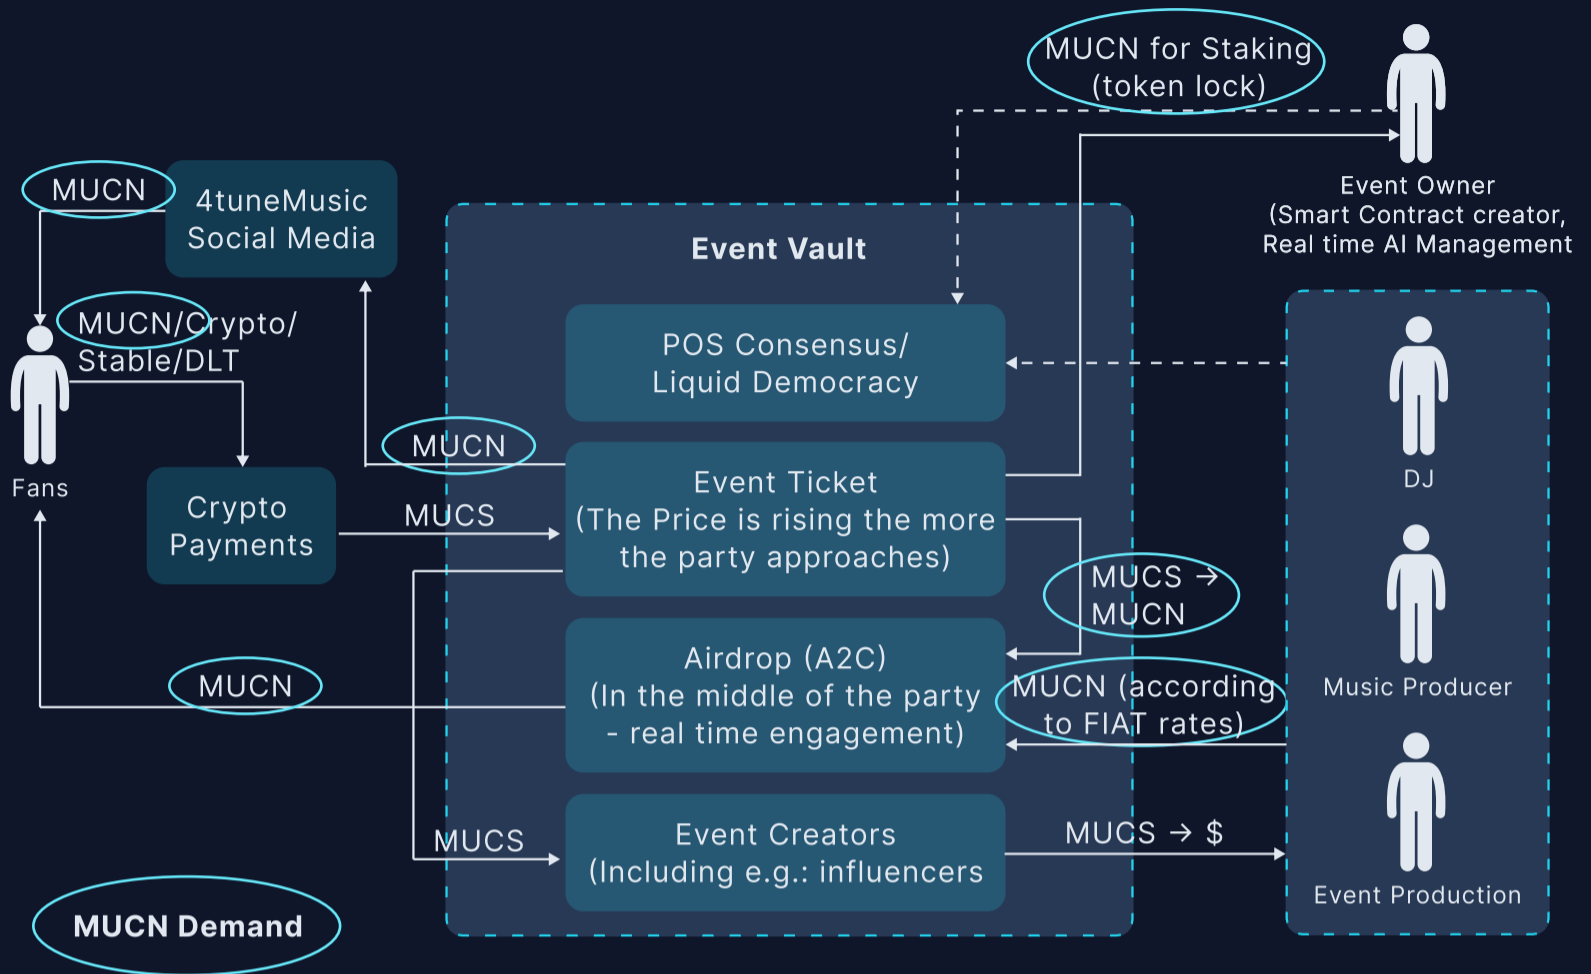 MUCN for Staking
(token lock)
Event Owner
(Smart Contract creator,
Real time AI Management
MUCN
4tuneMusic
Social Media
Event Vault
MUCN/Crypto/
Stable/DLT
Fans
POS Consensus/
Liquid Democracy
DJ
MUCN
Crypto
Payments
MUCS
Event Ticket
(The Price is rising the more
the party approaches)
MUCS →
MUCN
Music Producer
MUCN
Airdrop (A2C)
(In the middle of the party
- real time engagement)
MUCN (according
to FIAT rates)
MUCS
Event Creators
(Including e.g.: influencers
MUCS → $
Event Production
MUCN Demand